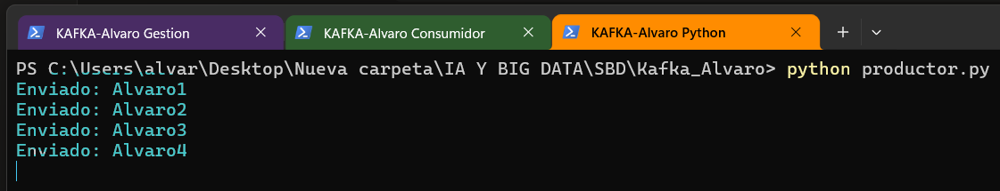 KAFKA-Alvaro Gestion
KAFKA-Alvaro Consumidor
KAFKA-Alvaro Python
PS C:\Users\alvar\Desktop\Nueva carpeta\IA Y BIG DATA\SBD\Kafka_Alvaro> python productor.py
Enviado: Alvaro1
Enviado: Alvaro2
Enviado: Alvaro3
Enviado: Alvaro4